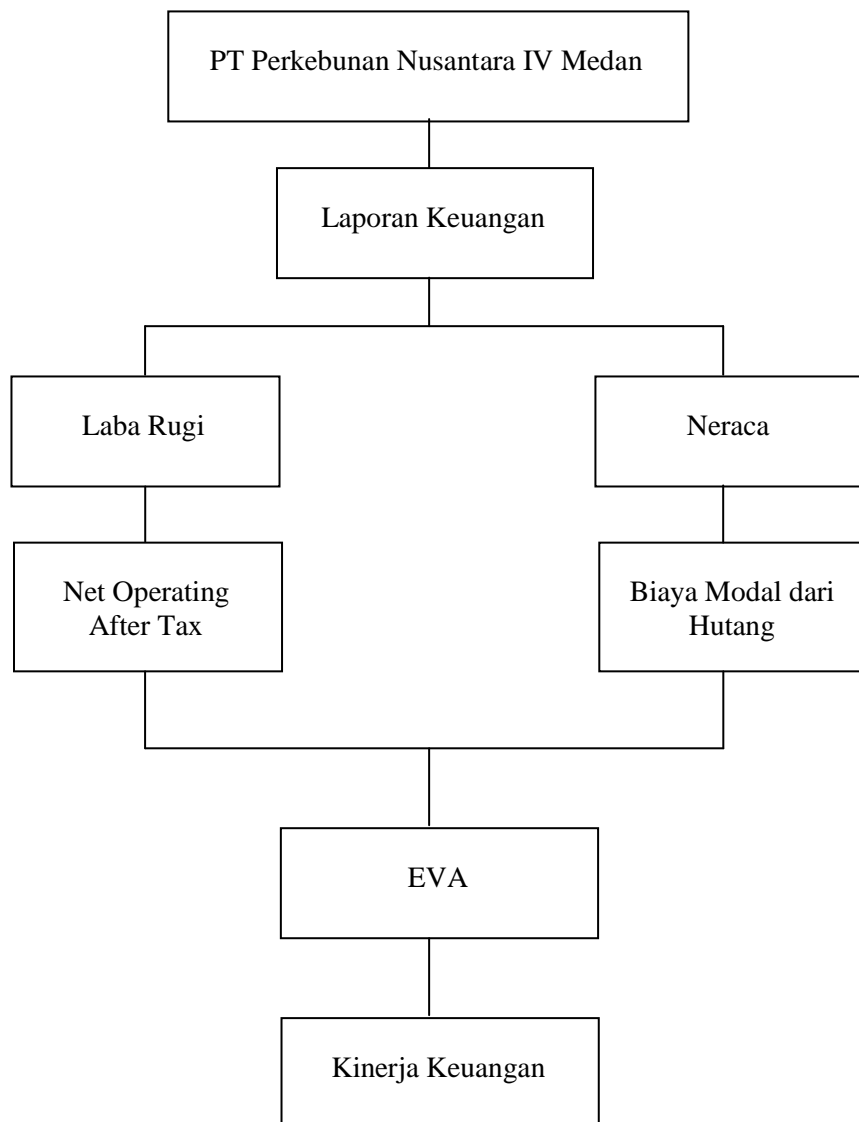 PT Perkebunan Nusantara IV Medan
Laporan Keuangan
Laba Rugi
Neraca
Net Operating
After Tax
Biaya Modal dari
Hutang
EVA
Kinerja Keuangan